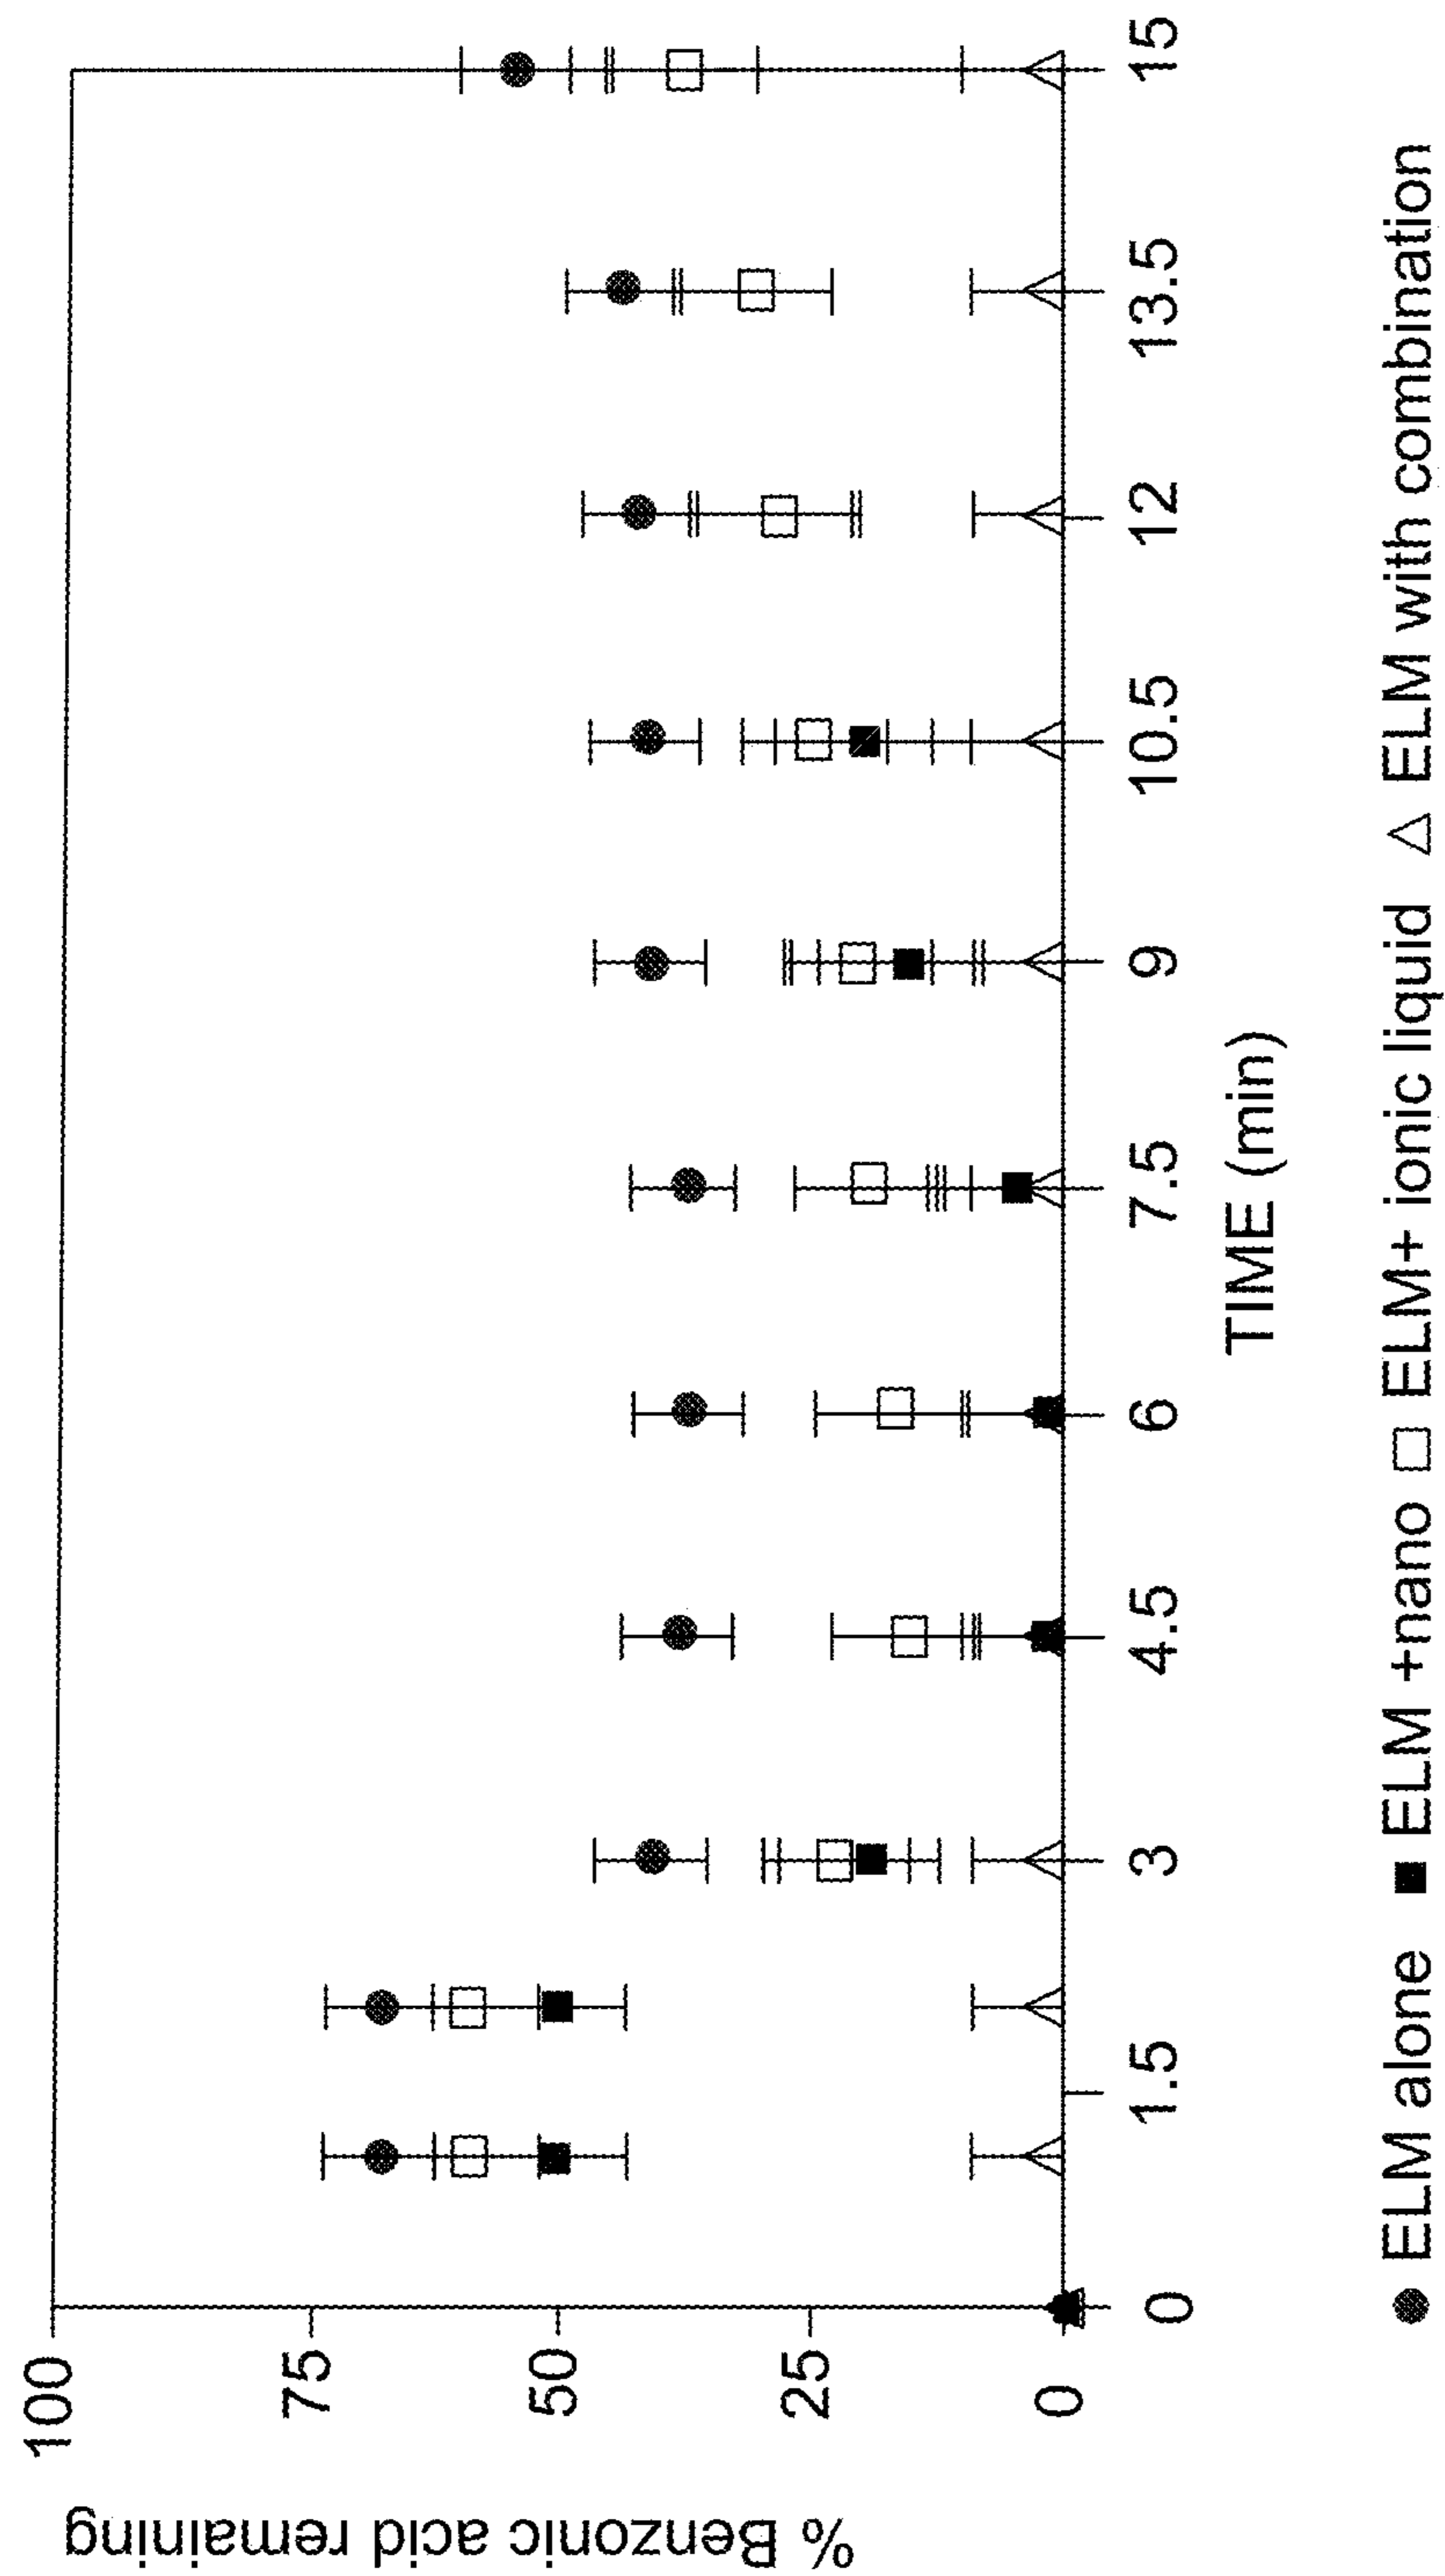 % Benzonic acid remaining
100
75
50
25
0
0 1.5 3 4.5 6 7.5 9 10.5 12 13.5 15
TIME (min)
ELM alone ELM +nano ELM+ ionic liquid ELM with combination